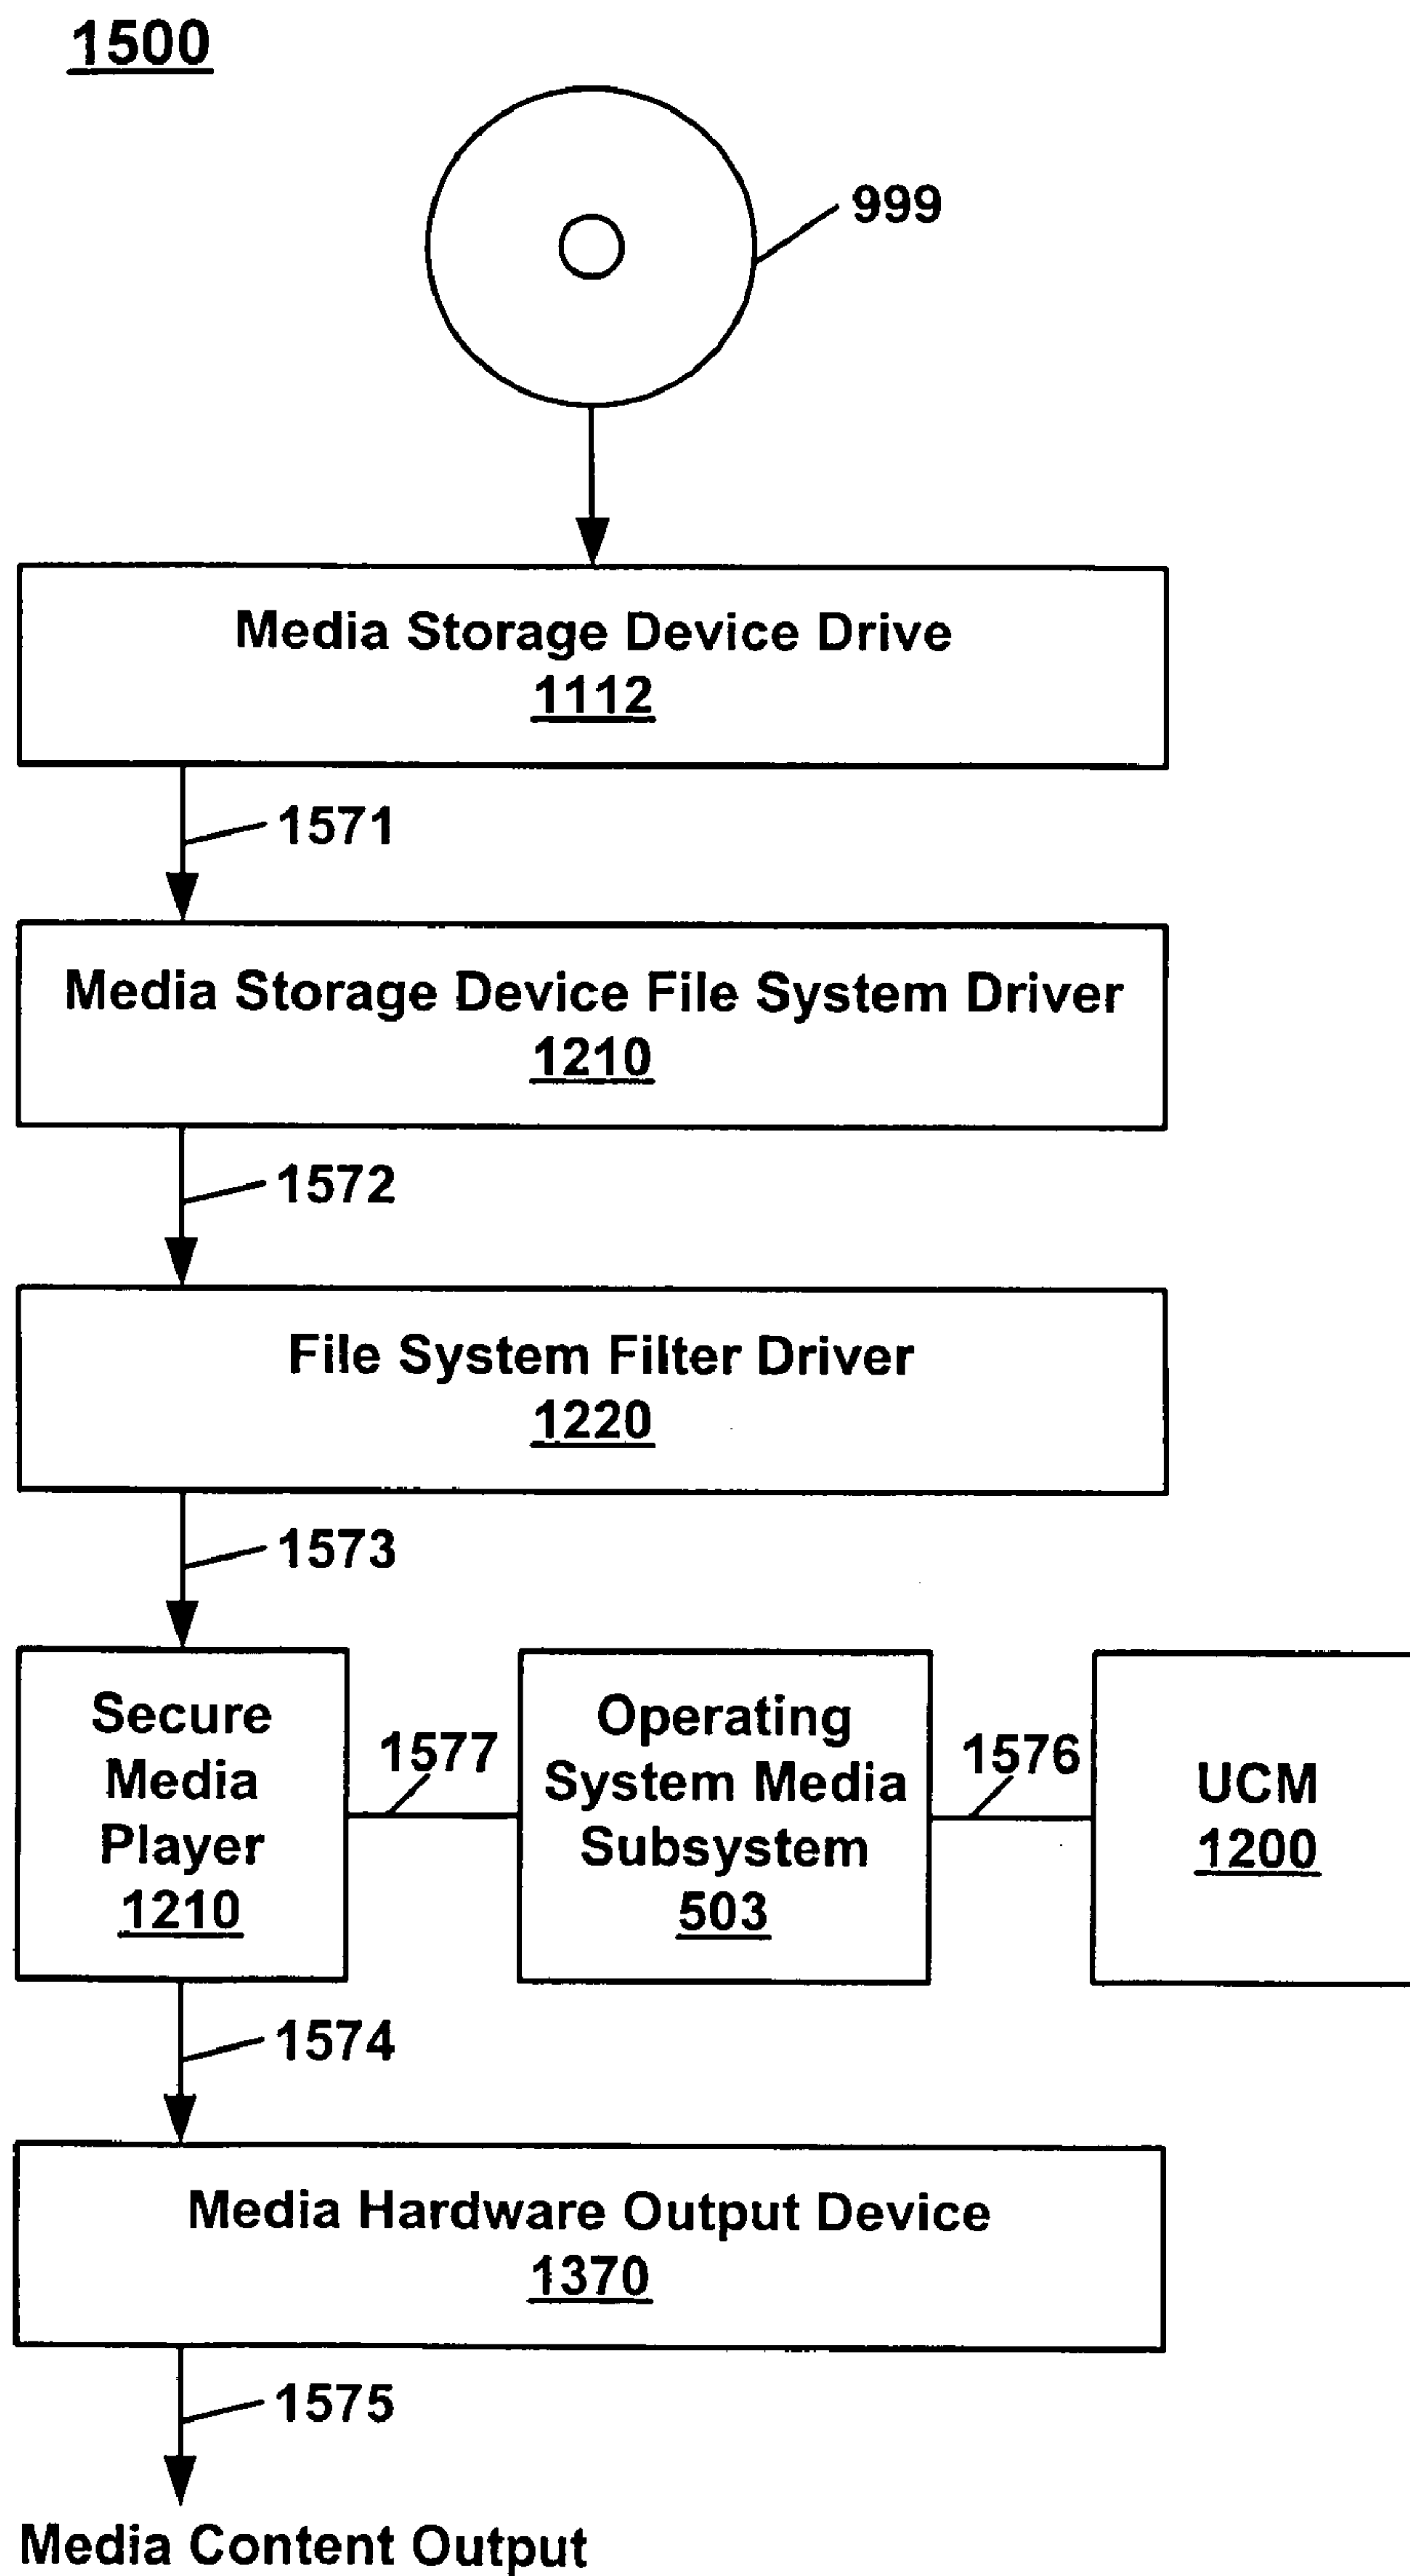 1500
999
Media Storage Device Drive
1112
1571
Media Storage Device File System Driver
1210
1572
File System Filter Driver
1220
1573
Secure
Media
Player
1210
1577
Operating
System Media
Subsystem
503
1576
UCM
1200
1574
Media Hardware Output Device
1370
1575
Media Content Output